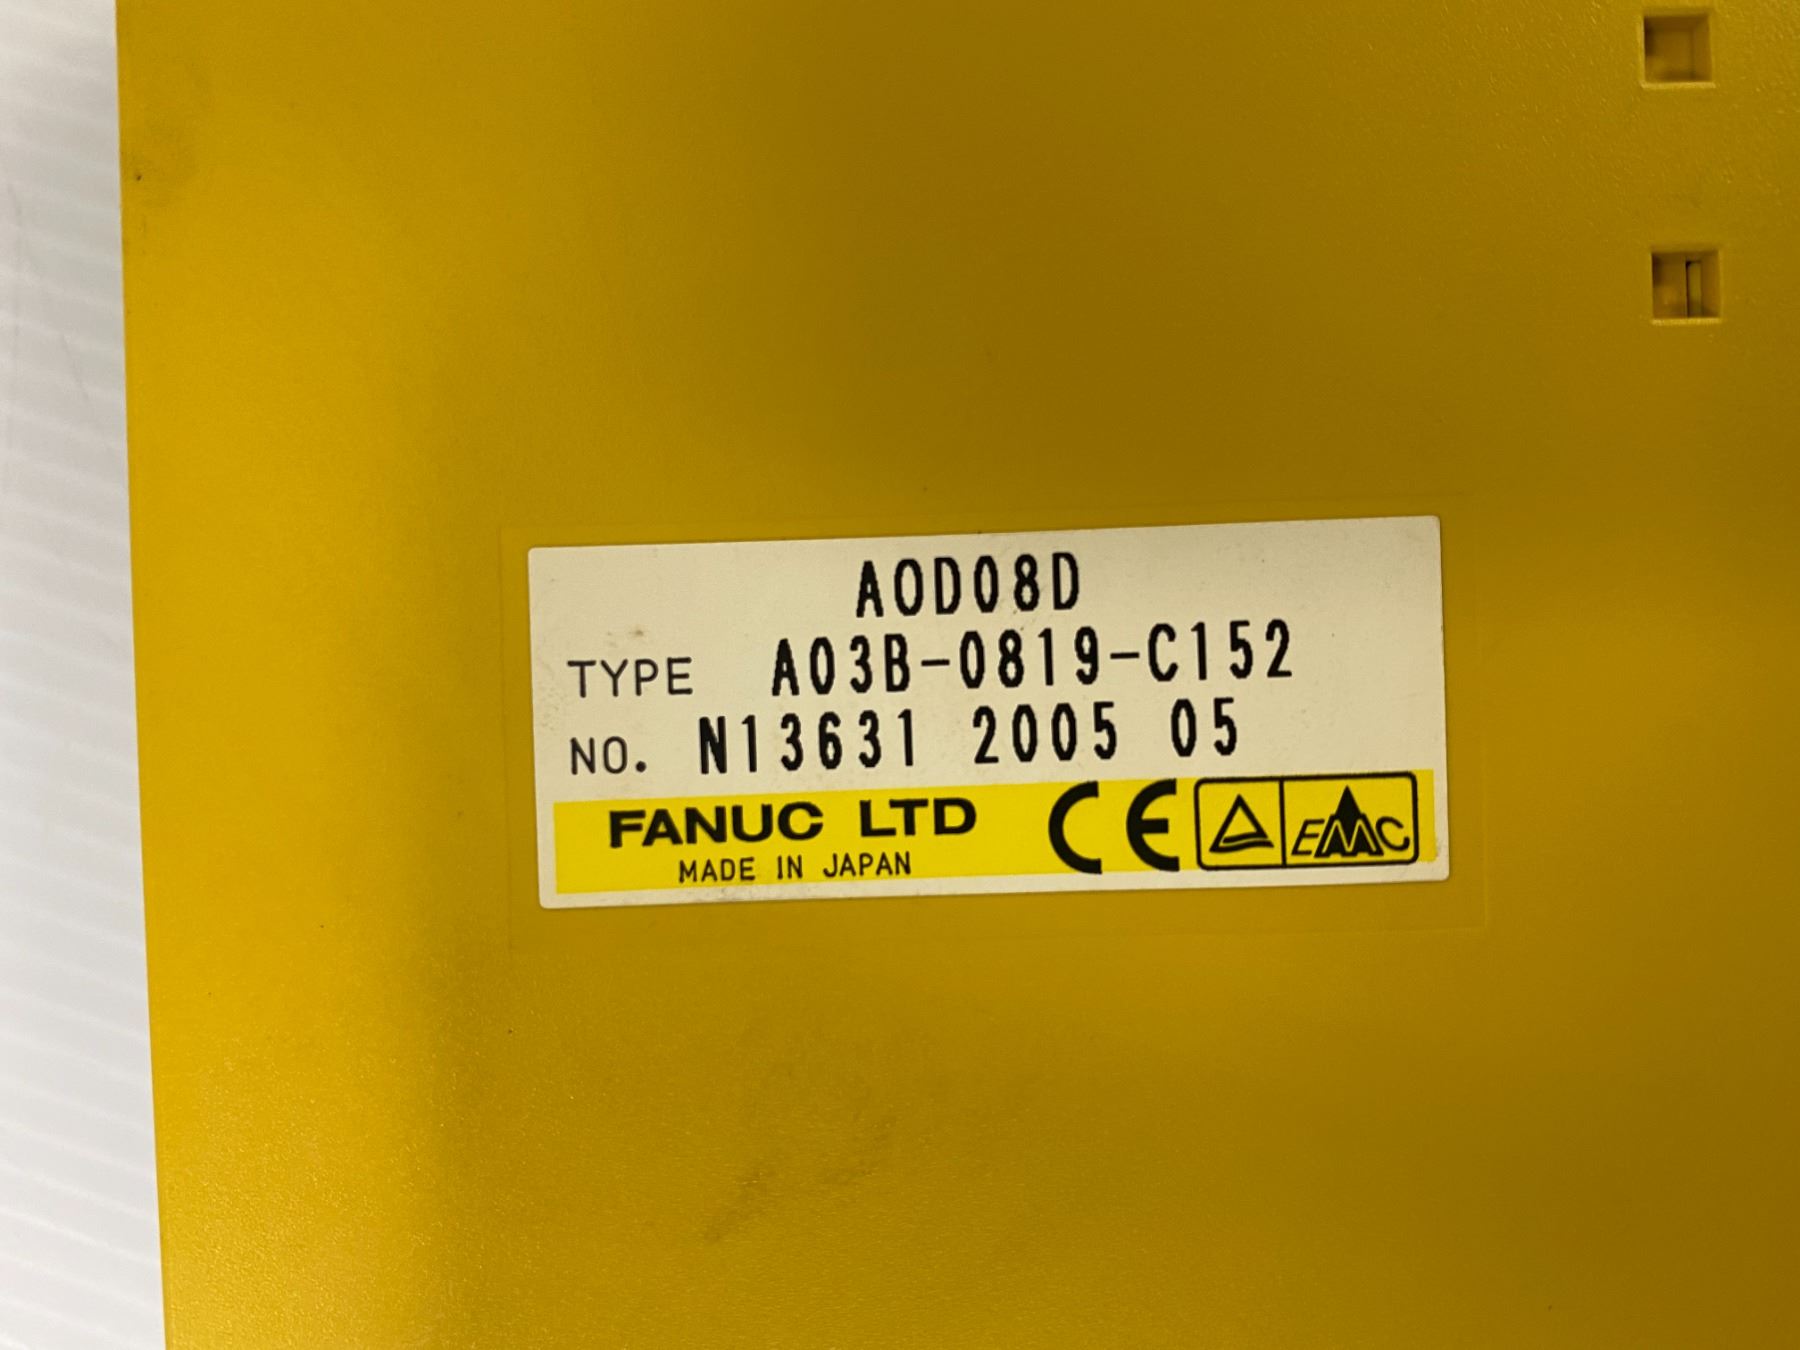 AOD08D
TYPE A03B-0819-C152
NO. N13631 2005 05
FANUC LTD CE EMC
MADE IN JAPAN